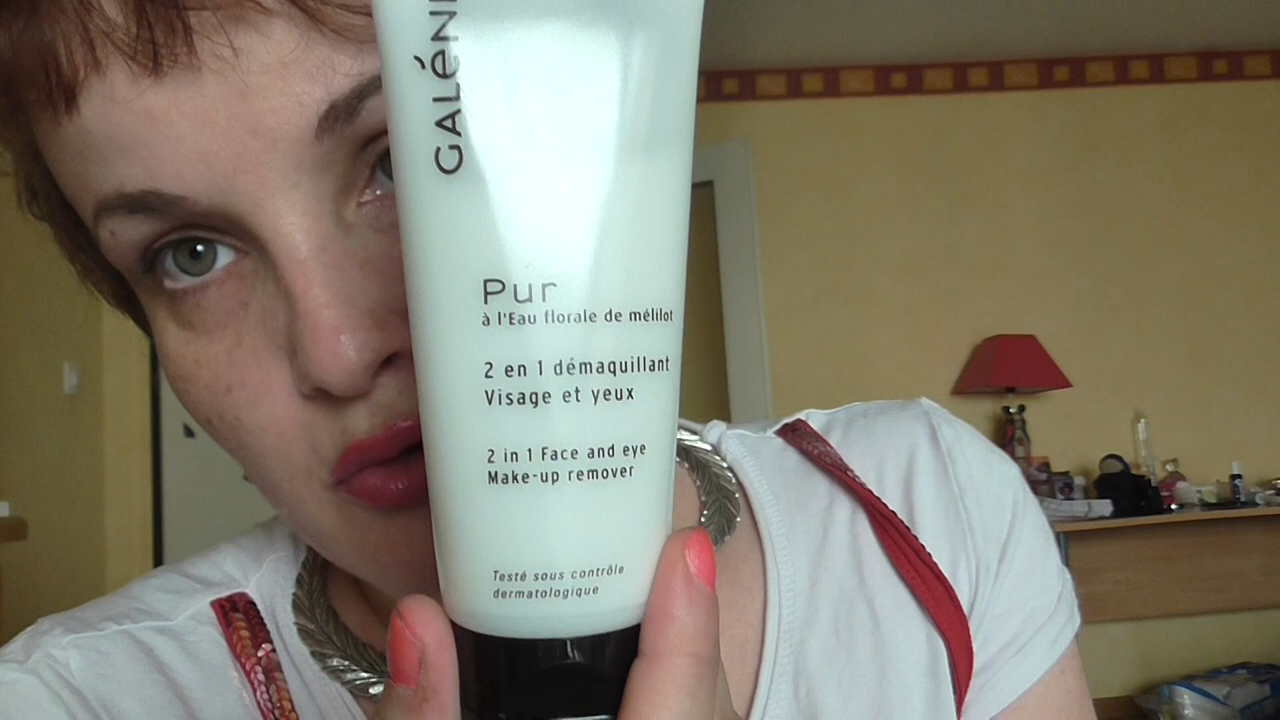 GALÉNI
Pur
à l'Eau florale de mélilot
2 en 1 démaquillant
Visage et yeux
2 in 1 Face and eye
Make-up remover
Testé sous contrôle
dermatologique